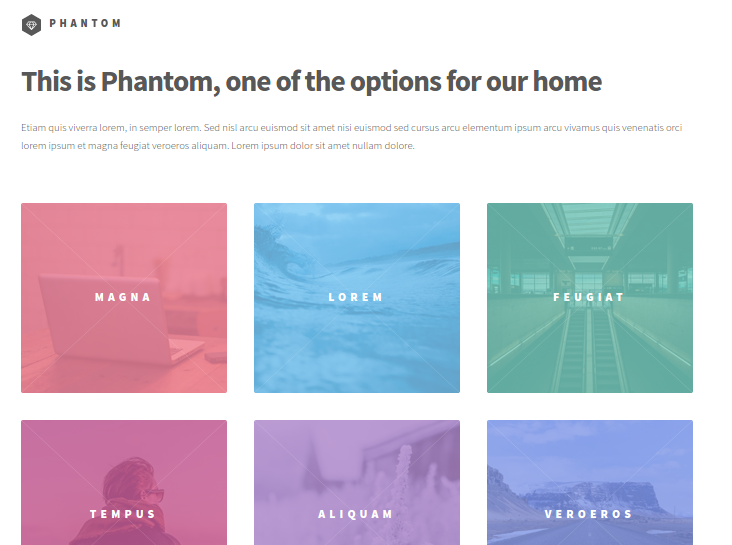 PHANTOM
This is Phantom, one of the options for our home
Etiam quis viverra lorem, in semper lorem. Sed nisl arcu euismod sit amet nisi euismod sed cursus arcu elementum ipsum arcu vivamus quis venenatis orci
lorem ipsum et magna feugiat veroeros aliquam. Lorem ipsum dolor sit amet nullam dolore.
MAGNA
LOREM
FEUGIAT
TEMPUS
ALIQUAM
VEROEROS